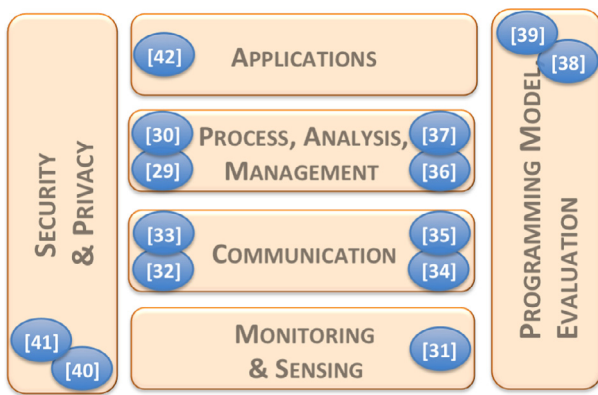 [42] APPLICATIONS
[30] PROCESS, ANALYSIS, [37]
[29] MANAGEMENT [36]
[33] [35]
COMMUNICATION
[32] [34]
MONITORING
& SENSING
[31]
SECURITY
& PRIVACY
[41]
[40]
[39]
[38]
PROGRAMMING MODEL,
EVALUATION